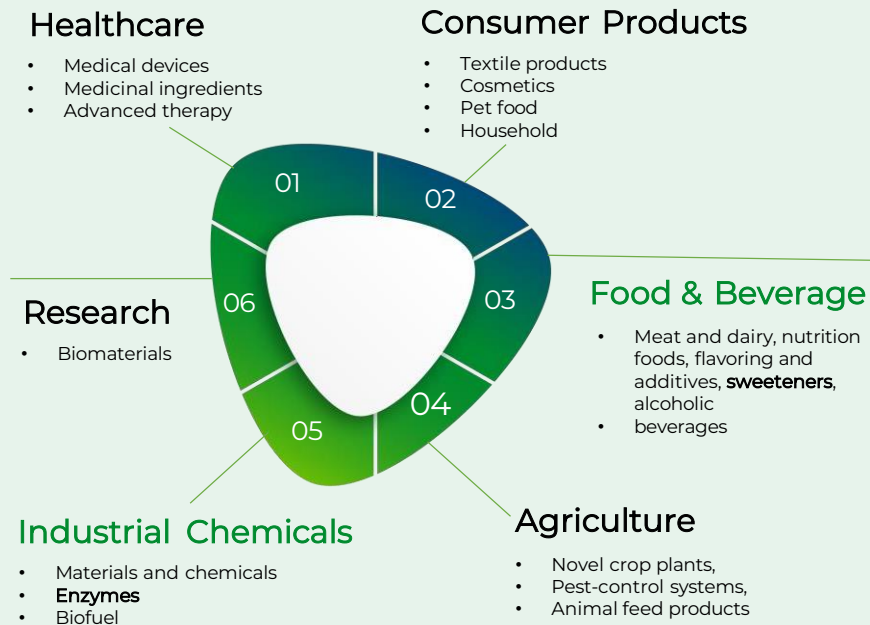 Healthcare
• Medical devices
• Medicinal ingredients
• Advanced therapy
Consumer Products
• Textile products
• Cosmetics
• Pet food
• Household
01
02
03
04
05
06
Food & Beverage
• Meat and dairy, nutrition
foods, flavoring and
additives, sweeteners,
alcoholic
• beverages
Research
• Biomaterials
Industrial Chemicals
• Materials and chemicals
• Enzymes
• Biofuel
Agriculture
• Novel crop plants,
• Pest-control systems,
• Animal feed products